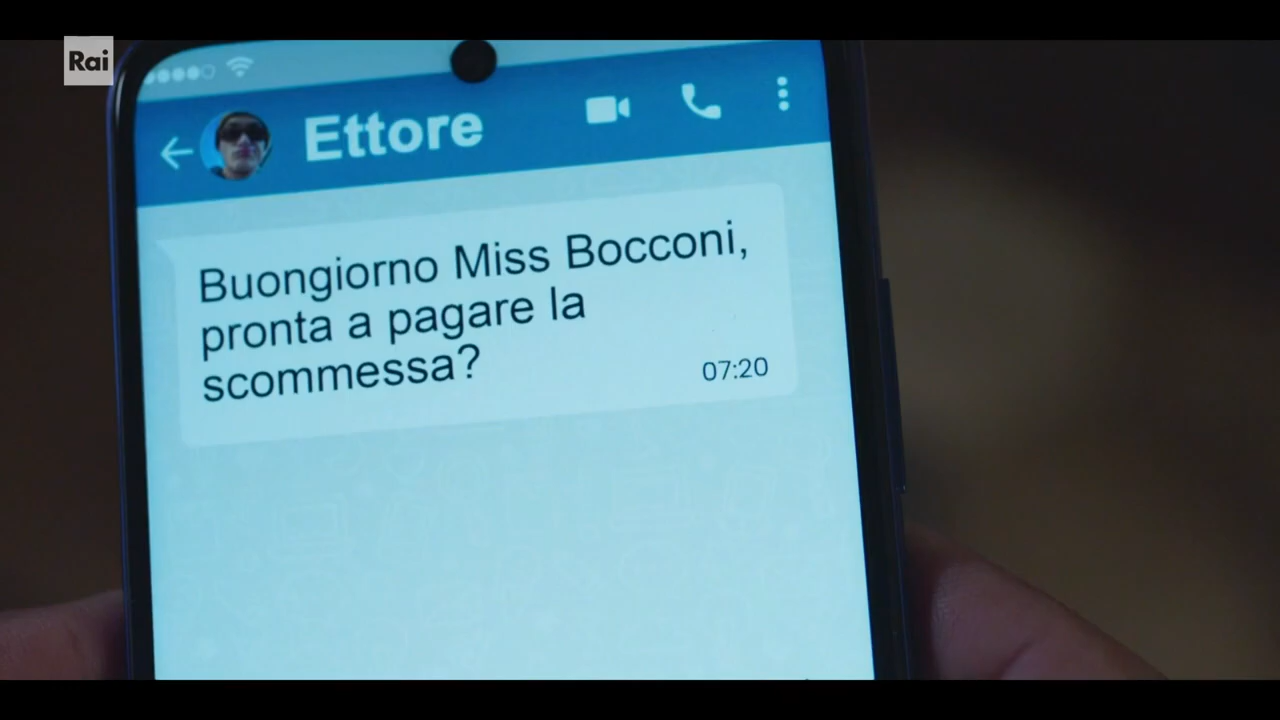 Rai
Ettore
Buongiorno Miss Bocconi,
pronta a pagare la
scommessa?
07:20